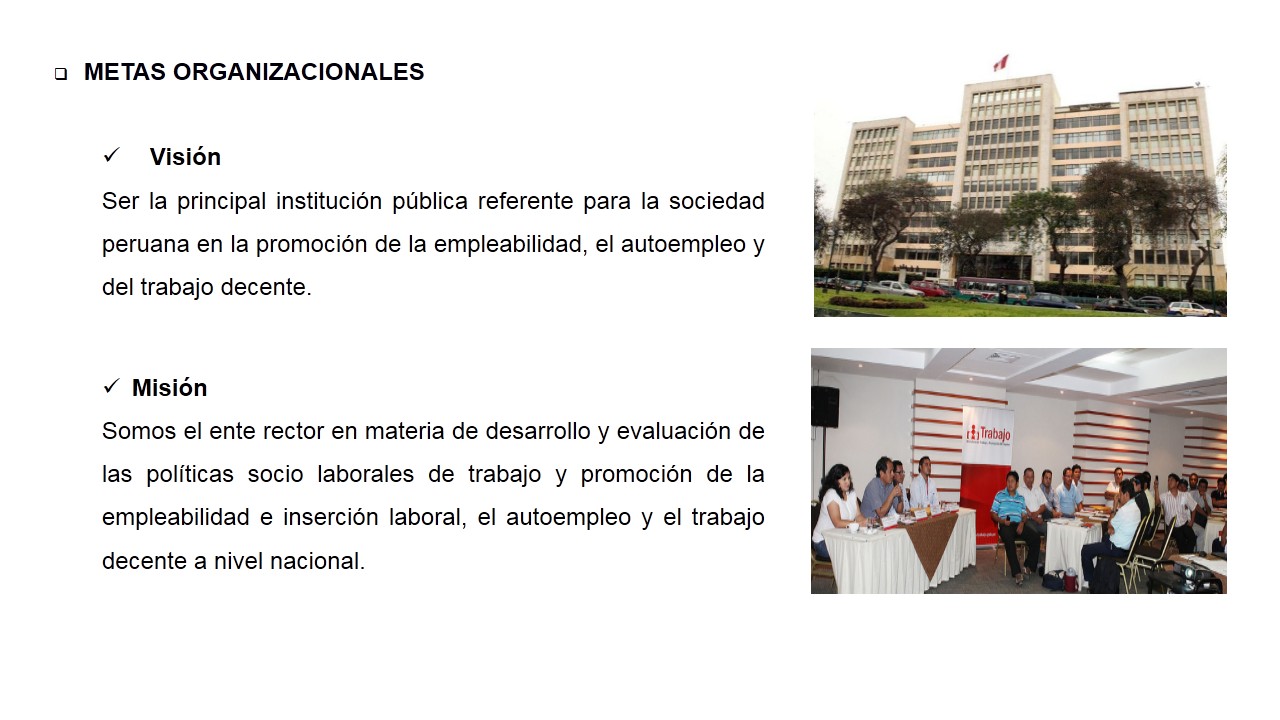 METAS ORGANIZACIONALES
Visión
Ser la principal institución pública referente para la sociedad
peruana en la promoción de la empleabilidad, el autoempleo y
del trabajo decente.
Misión
Somos el ente rector en materia de desarrollo y evaluación de
las políticas socio laborales de trabajo y promoción de la
empleabilidad e inserción laboral, el autoempleo y el trabajo
decente a nivel nacional.
Trabajo